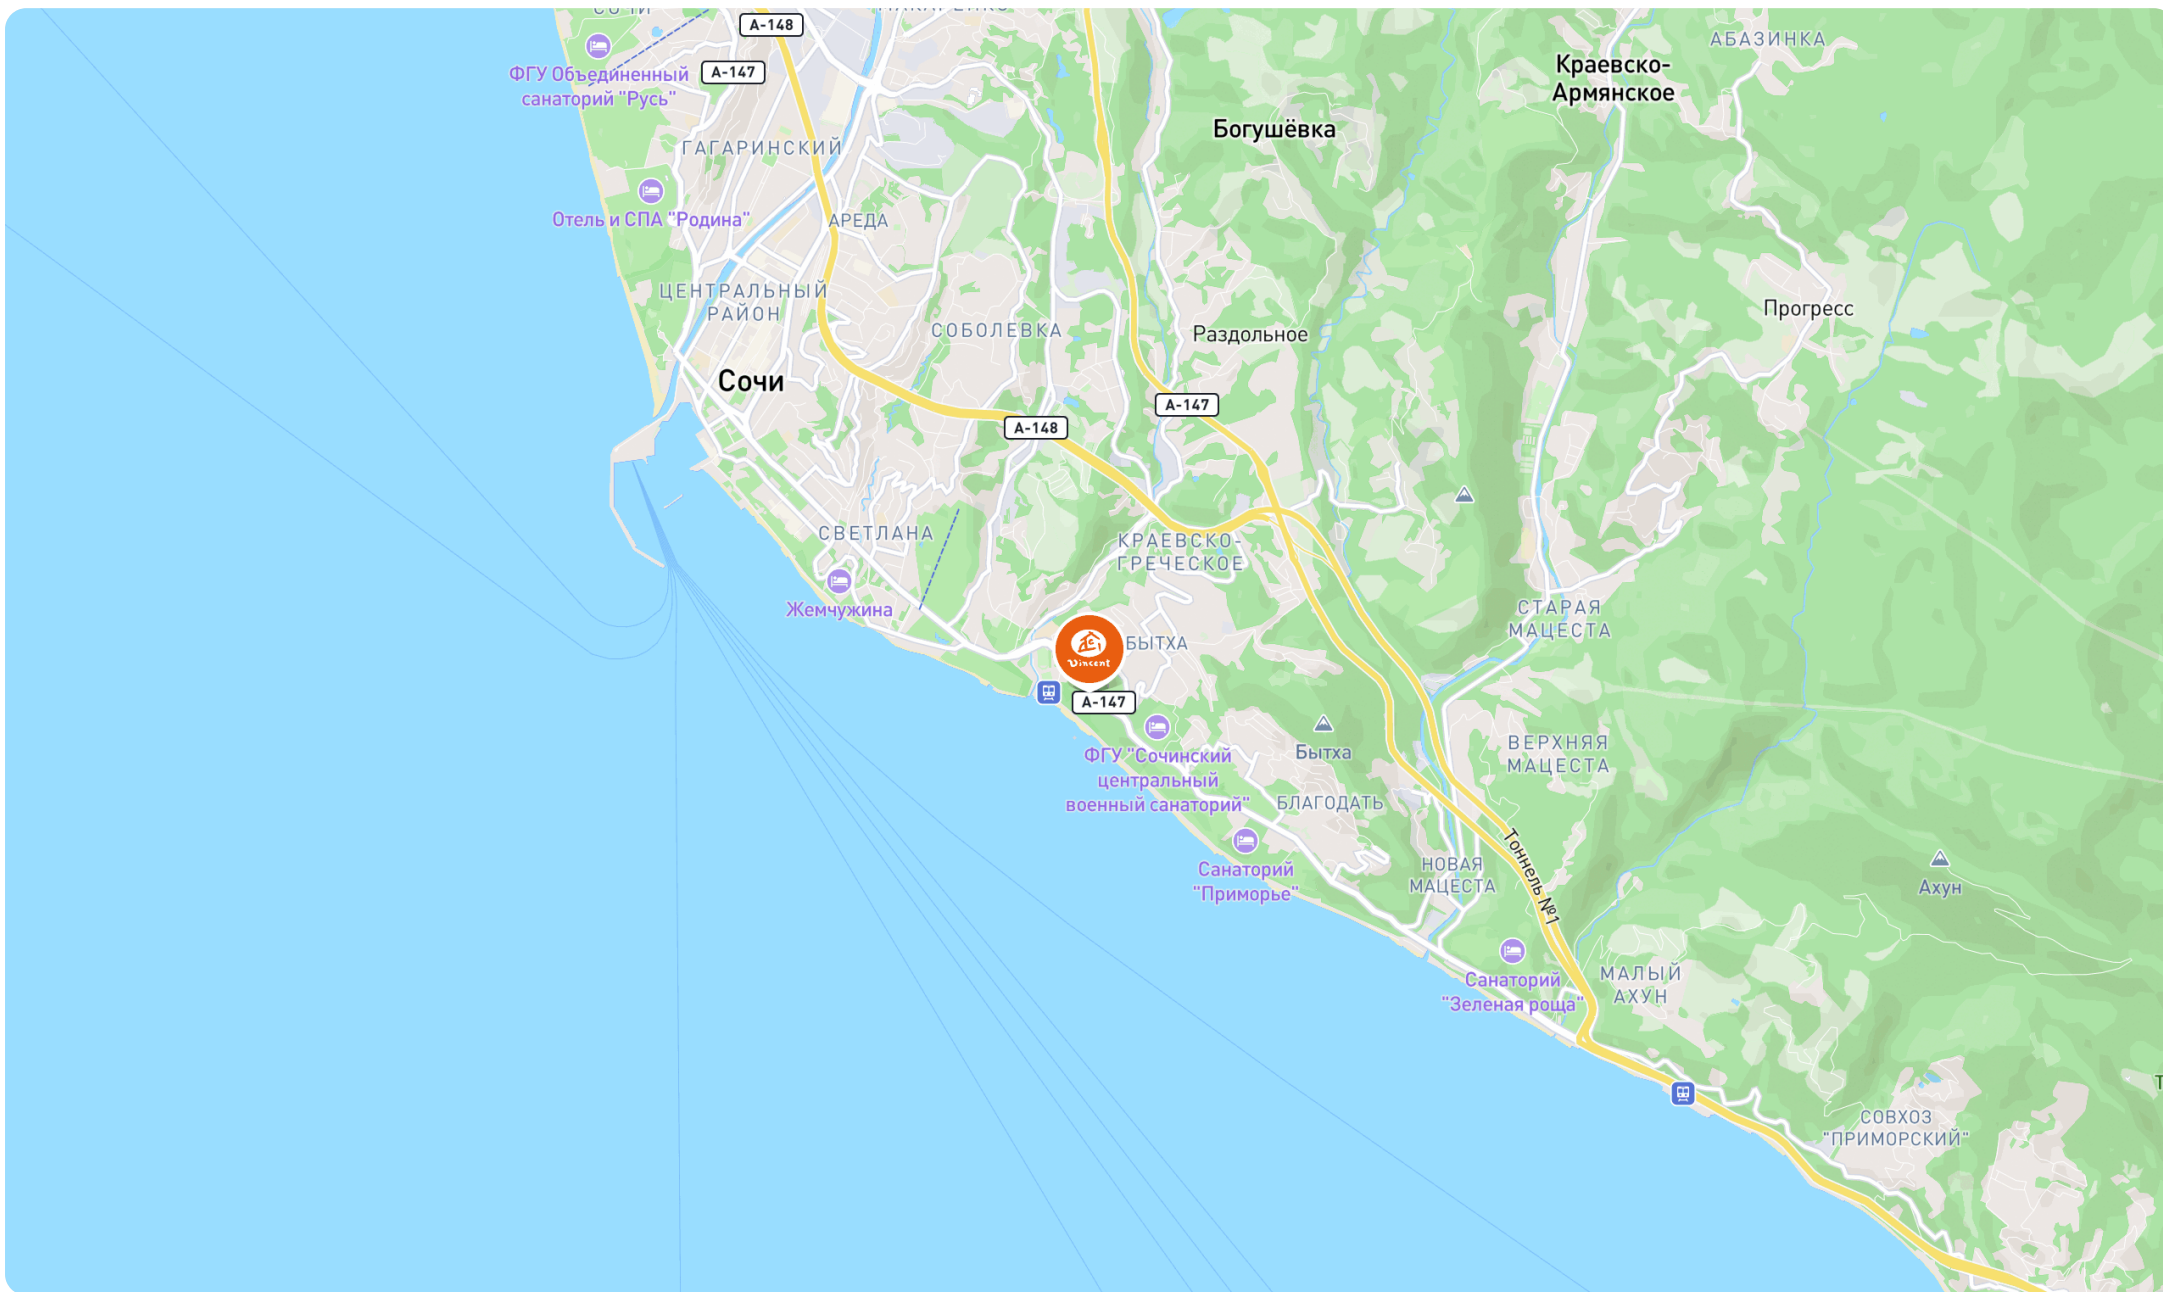 СОЧИ
МАКАРЕНКО
А-148
АБАЗИНКА
ФГУ Объединенный
санаторий "Русь"
А-147
Краевско-
Армянское
Богушёвка
ГАГАРИНСКИЙ
Отель и СПА "Родина"
АРЕДА
ЦЕНТРАЛЬНЫЙ
РАЙОН
СОБОЛЕВКА
Раздольное
Прогресс
Сочи
А-147
А-148
СВЕТЛАНА
КРАЕВСКО-
ГРЕЧЕСКОЕ
Жемчужина
СТАРАЯ
МАЦЕСТА
Vincent
БЫТХА
А-147
ФГУ "Сочинский
центральный
военный санаторий"
Бытха
ВЕРХНЯЯ
МАЦЕСТА
БЛАГОДАТЬ
Тоннель №1
Санаторий
"Приморье"
НОВАЯ
МАЦЕСТА
Ахун
Санаторий
"Зеленая роща"
МАЛЫЙ
АХУН
СОВХОЗ
"ПРИМОРСКИЙ"